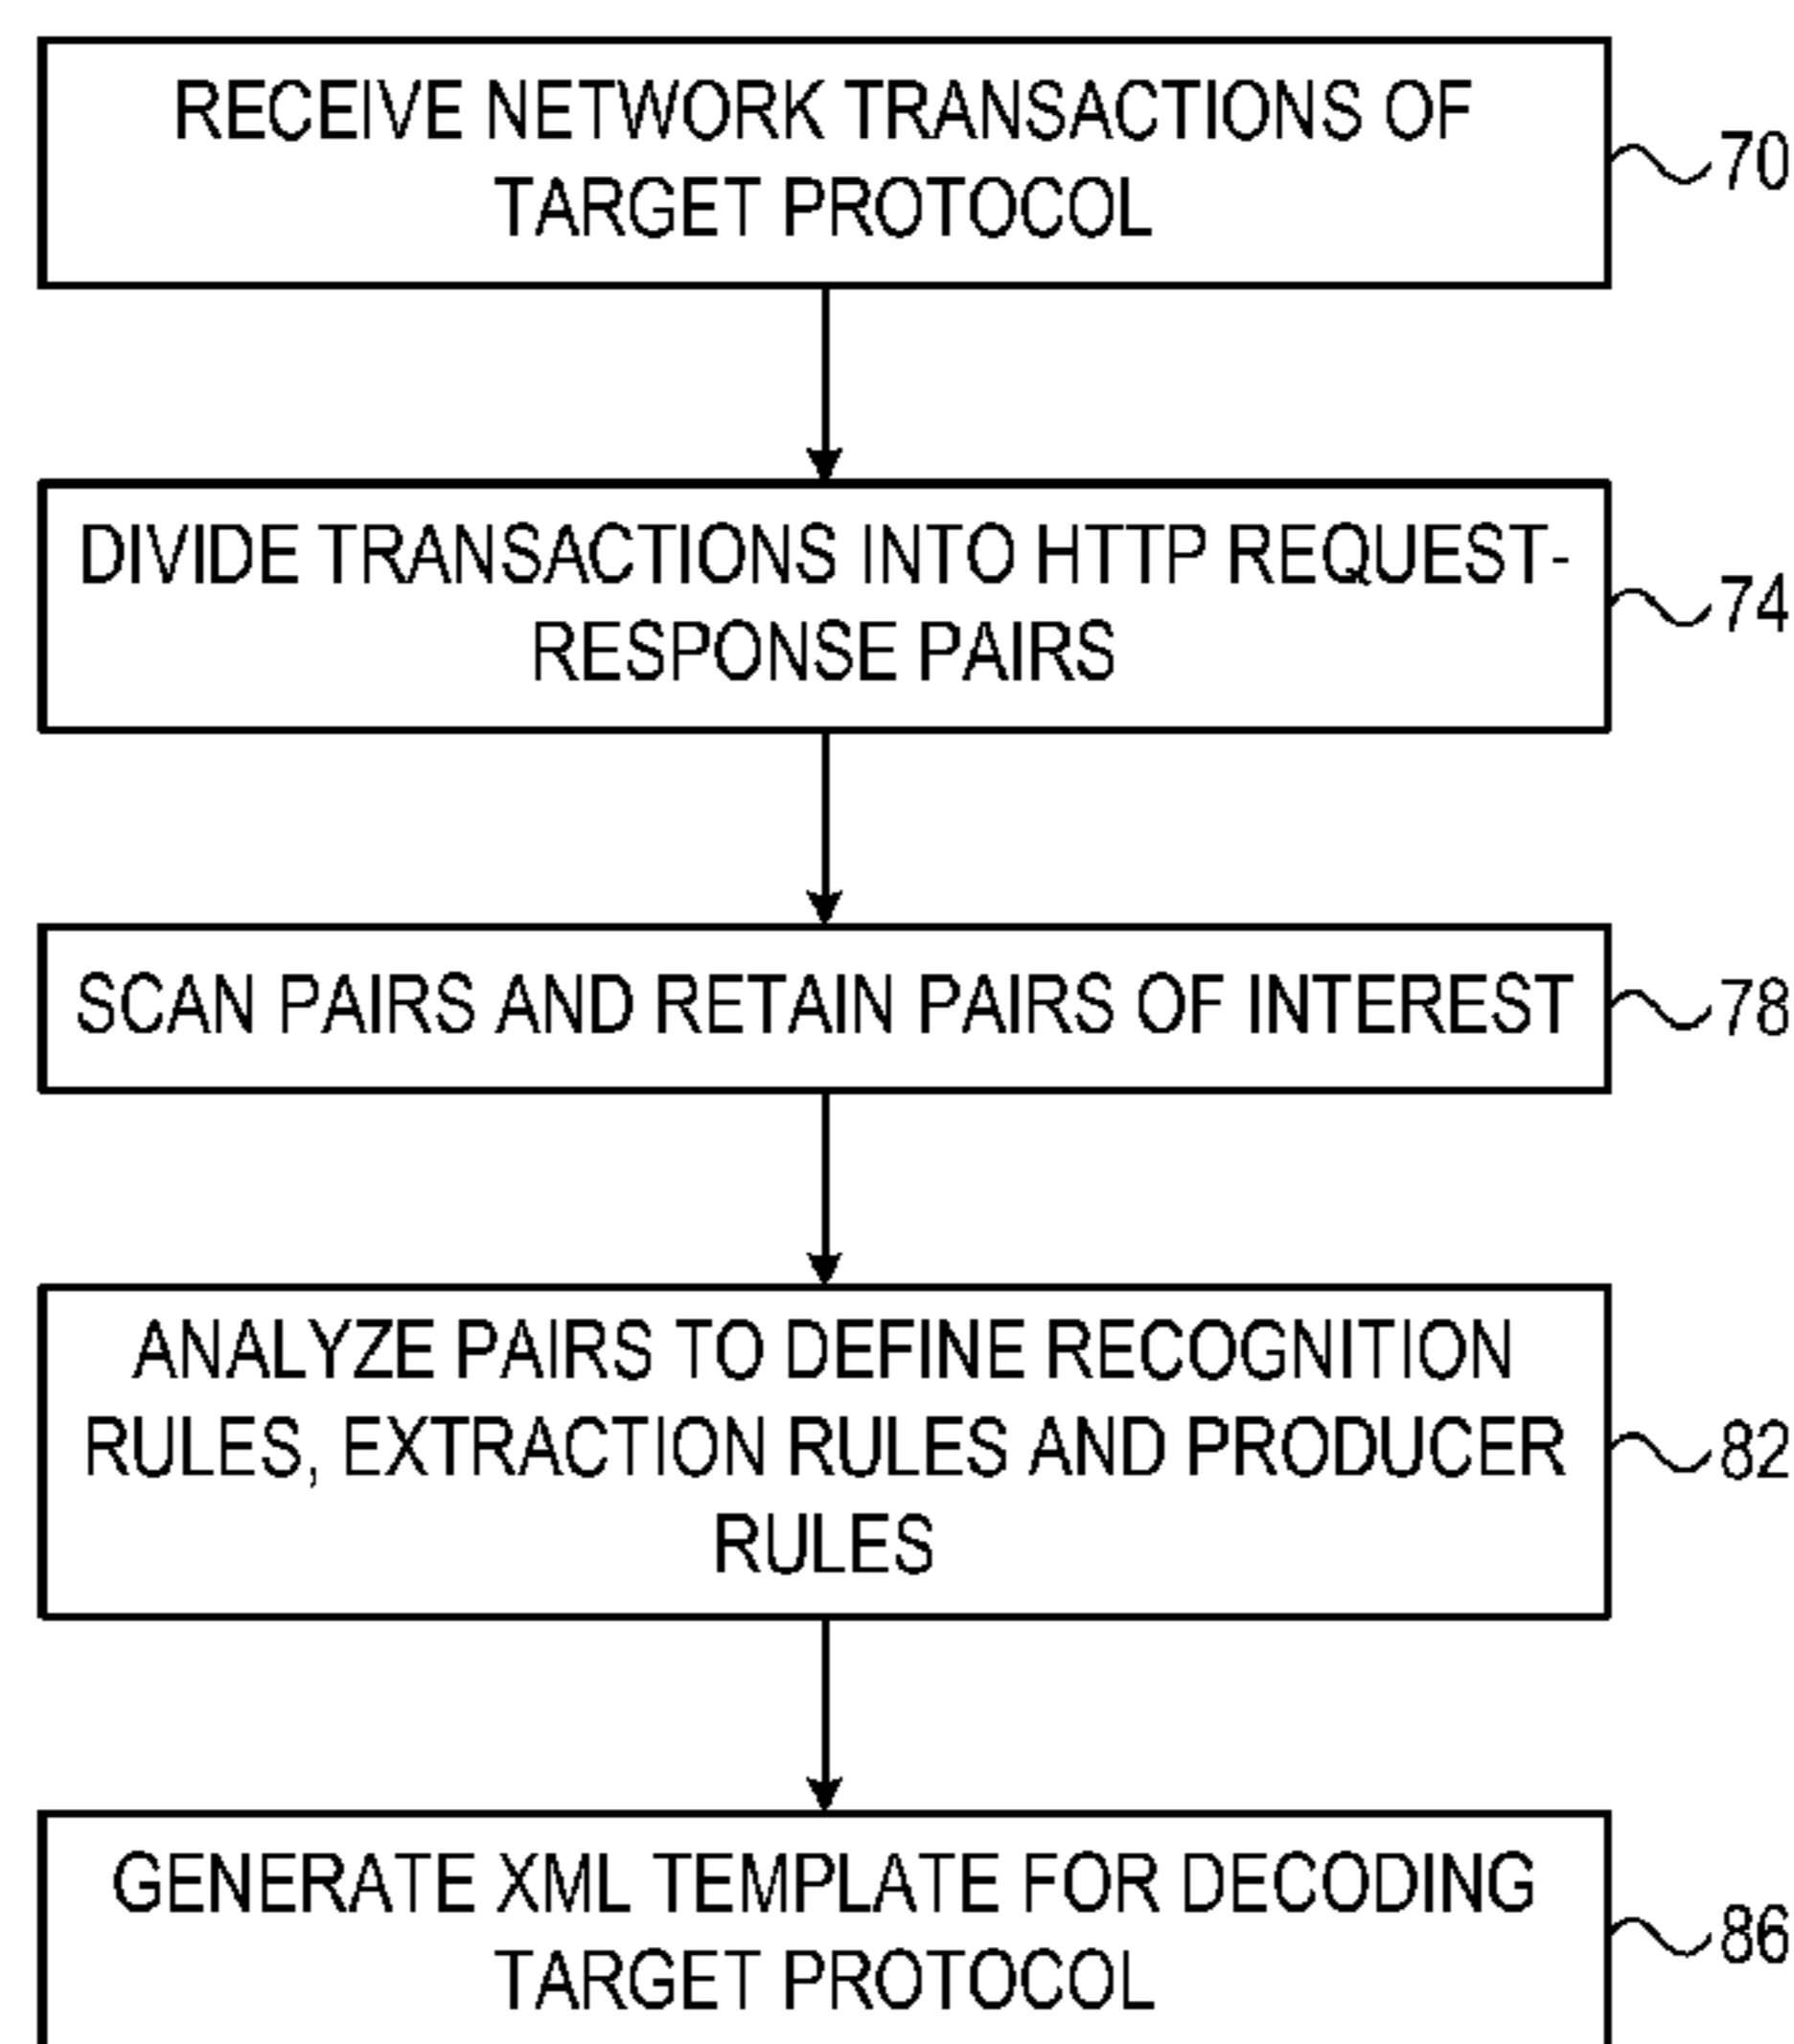 RECEIVE NETWORK TRANSACTIONS OF
TARGET PROTOCOL
70
DIVIDE TRANSACTIONS INTO HTTP REQUEST-
RESPONSE PAIRS
74
SCAN PAIRS AND RETAIN PAIRS OF INTEREST
78
ANALYZE PAIRS TO DEFINE RECOGNITION
RULES, EXTRACTION RULES AND PRODUCER
RULES
82
GENERATE XML TEMPLATE FOR DECODING
TARGET PROTOCOL
86